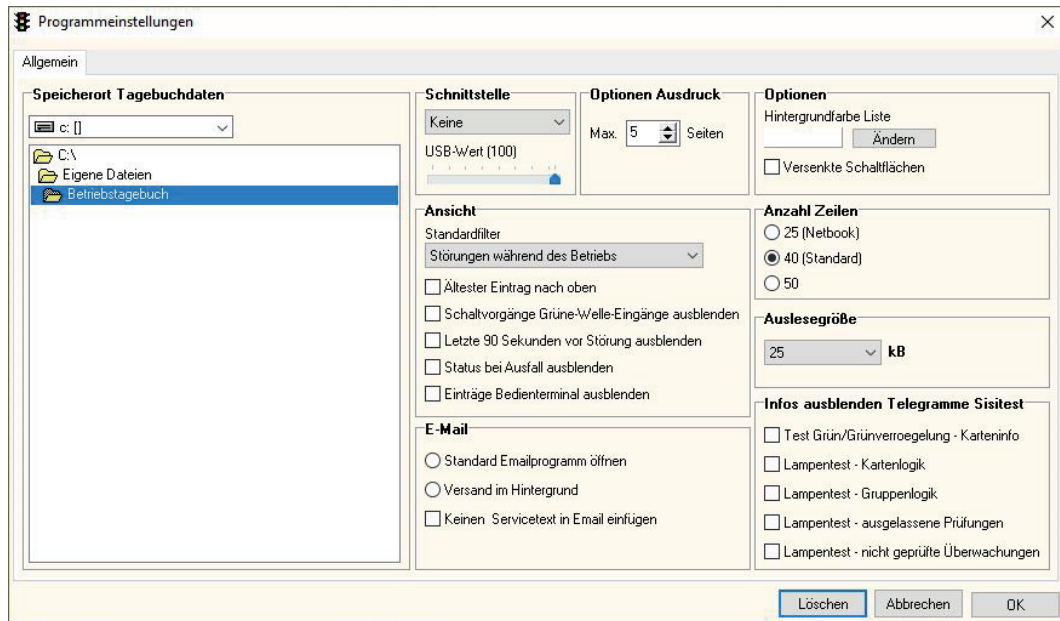 Programmeinstellungen
Allgemein
Speicherort Tagebuchdaten
c: []
C:\
Eigene Dateien
Betriebstagebuch
Schnittstelle
Keine
USB-Wert (100)
Optionen Ausdruck
Max. 5 Seiten
Optionen
Hintergrundfarbe Liste
Ändern
Versenkte Schaltflächen
Ansicht
Standardfilter
Störungen während des Betriebs
Ältester Eintrag nach oben
Schaltvorgänge Grüne-Welle-Eingänge ausblenden
Letzte 90 Sekunden vor Störung ausblenden
Status bei Ausfall ausblenden
Einträge Bedienterminal ausblenden
Anzahl Zeilen
25 (Netbook)
40 (Standard)
50
Auslesegröße
25 kB
E-Mail
Standard Emailprogramm öffnen
Versand im Hintergrund
Keinen Servicetext in Email einfügen
Infos ausblenden Telegramme Sisitest
Test Grün/Grünverroegelung - Karteninfo
Lampentest - Kartenlogik
Lampentest - Gruppenlogik
Lampentest - ausgelassene Prüfungen
Lampentest - nicht geprüfte Überwachungen
Löschen
Abbrechen
OK